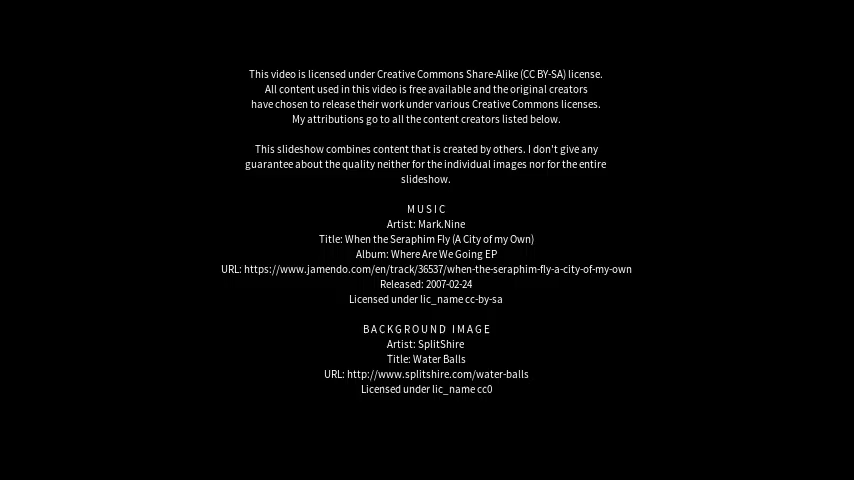 This video is licensed under Creative Commons Share-Alike (CC BY-SA) license.
All content used in this video is free available and the original creators
have chosen to release their work under various Creative Commons licenses.
My attributions go to all the content creators listed below.
This slideshow combines content that is created by others. I don't give any
guarantee about the quality neither for the individual images nor for the entire
slideshow.
MUSIC
Artist: Mark.Nine
Title: When the Seraphim Fly (A City of my Own)
Album: Where Are We Going EP
URL: https://www.jamendo.com/en/track/36537/when-the-seraphim-fly-a-city-of-my-own
Released: 2007-02-24
Licensed under lic_name cc-by-sa
BACKGROUND IMAGE
Artist: SplitShire
Title: Water Balls
URL: http://www.splitshire.com/water-balls
Licensed under lic_name cc0